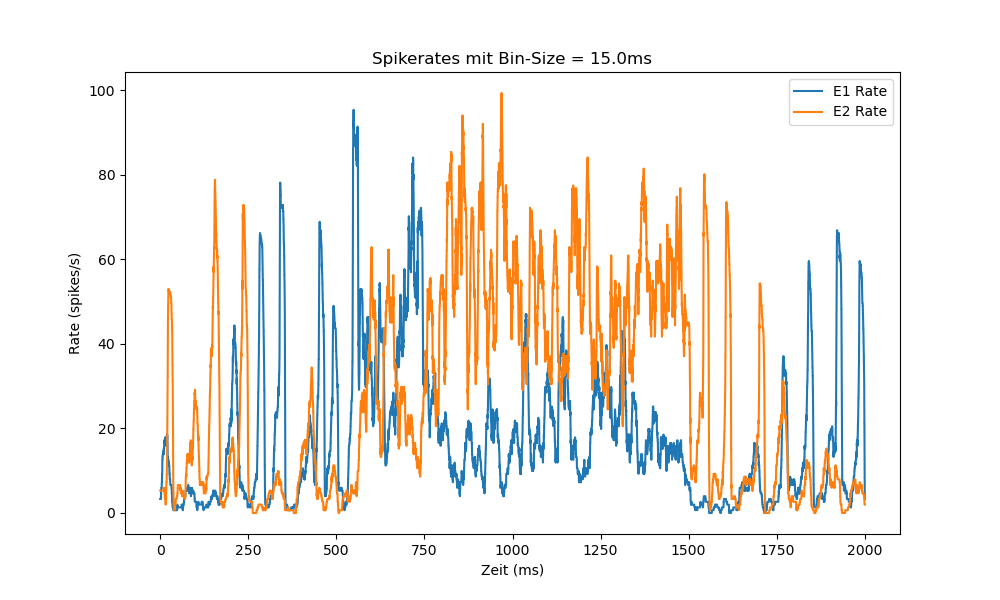 Spikerates mit Bin-Size = 15.0ms
E1 Rate
E2 Rate
Rate (spikes/s)
100
80
60
40
20
0
0 250 500 750 1000 1250 1500 1750 2000
Zeit (ms)